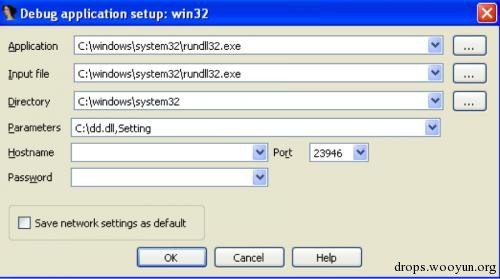 Debug application setup: win32
Application C:\windows\system32\rundll32.exe ...
Input file C:\windows\system32\rundll32.exe ...
Directory C:\windows\system32 ...
Parameters C:\dd.dll,Setting
Hostname Port 23946
Password
Save network settings as default
OK Cancel Help
drops.wooyun.org